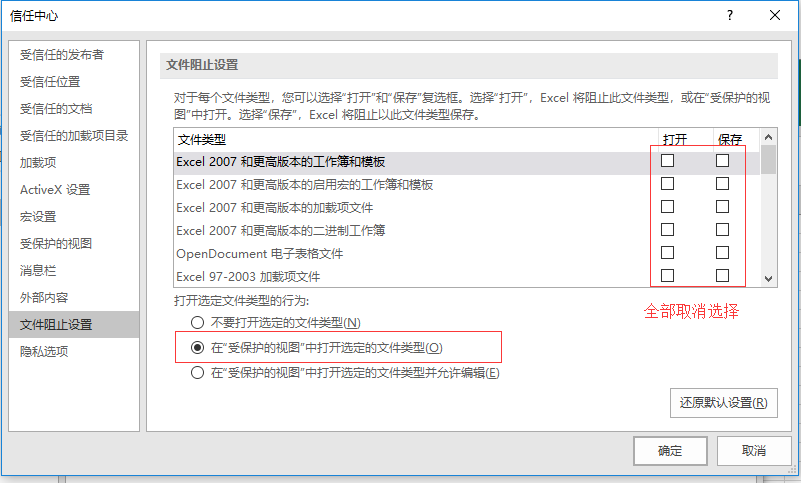 信任中心
受信任的发布者
受信任位置
受信任的文档
受信任的加载项目录
加载项
ActiveX 设置
宏设置
受保护的视图
消息栏
外部内容
文件阻止设置
隐私选项
文件阻止设置
对于每个文件类型，您可以选择“打开”和“保存”复选框。选择“打开”，Excel 将阻止此文件类型，或在“受保护的视
图”中打开。选择“保存”，Excel 将阻止以此文件类型保存。
文件类型 打开 保存
Excel 2007 和更高版本的工作簿和模板
Excel 2007 和更高版本的启用宏的工作簿和模板
Excel 2007 和更高版本的加载项文件
Excel 2007 和更高版本的二进制工作簿
OpenDocument 电子表格文件
Excel 97-2003 加载项文件
打开选定文件类型的行为:
全部取消选择
不要打开选定的文件类型(N)
在“受保护的视图”中打开选定的文件类型(O)
在“受保护的视图”中打开选定的文件类型并允许编辑(E)
还原默认设置(R)
确定
取消